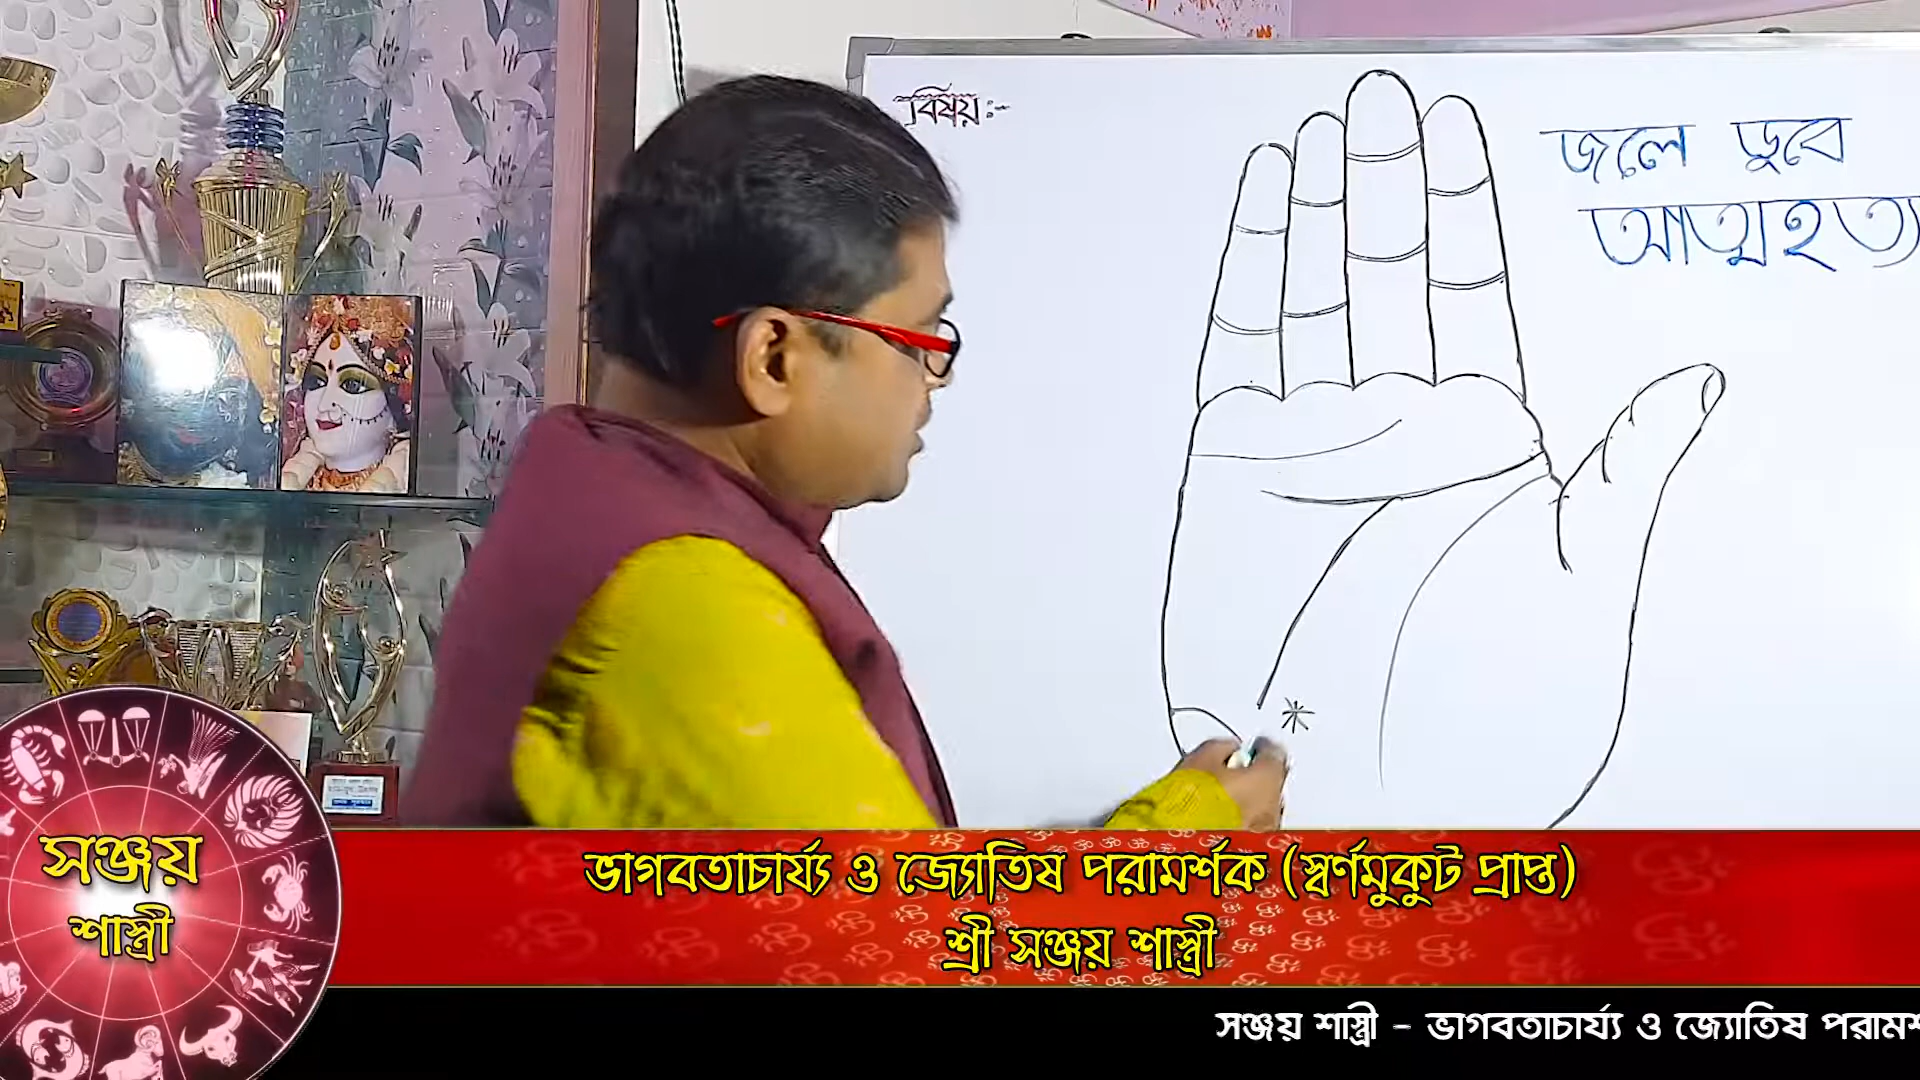 বিষয়:-
জলে ডুবে
আত্মহত্য
সঞ্জয়
শাস্ত্রী
ভাগবতাচার্য্য ও জ্যোতিষ পরামর্শক (স্বর্ণমুকুট প্রাপ্ত)
শ্রী সঞ্জয় শাস্ত্রী
সঞ্জয় শাস্ত্রী - ভাগবতাচার্য্য ও জ্যোতিষ পরামশ